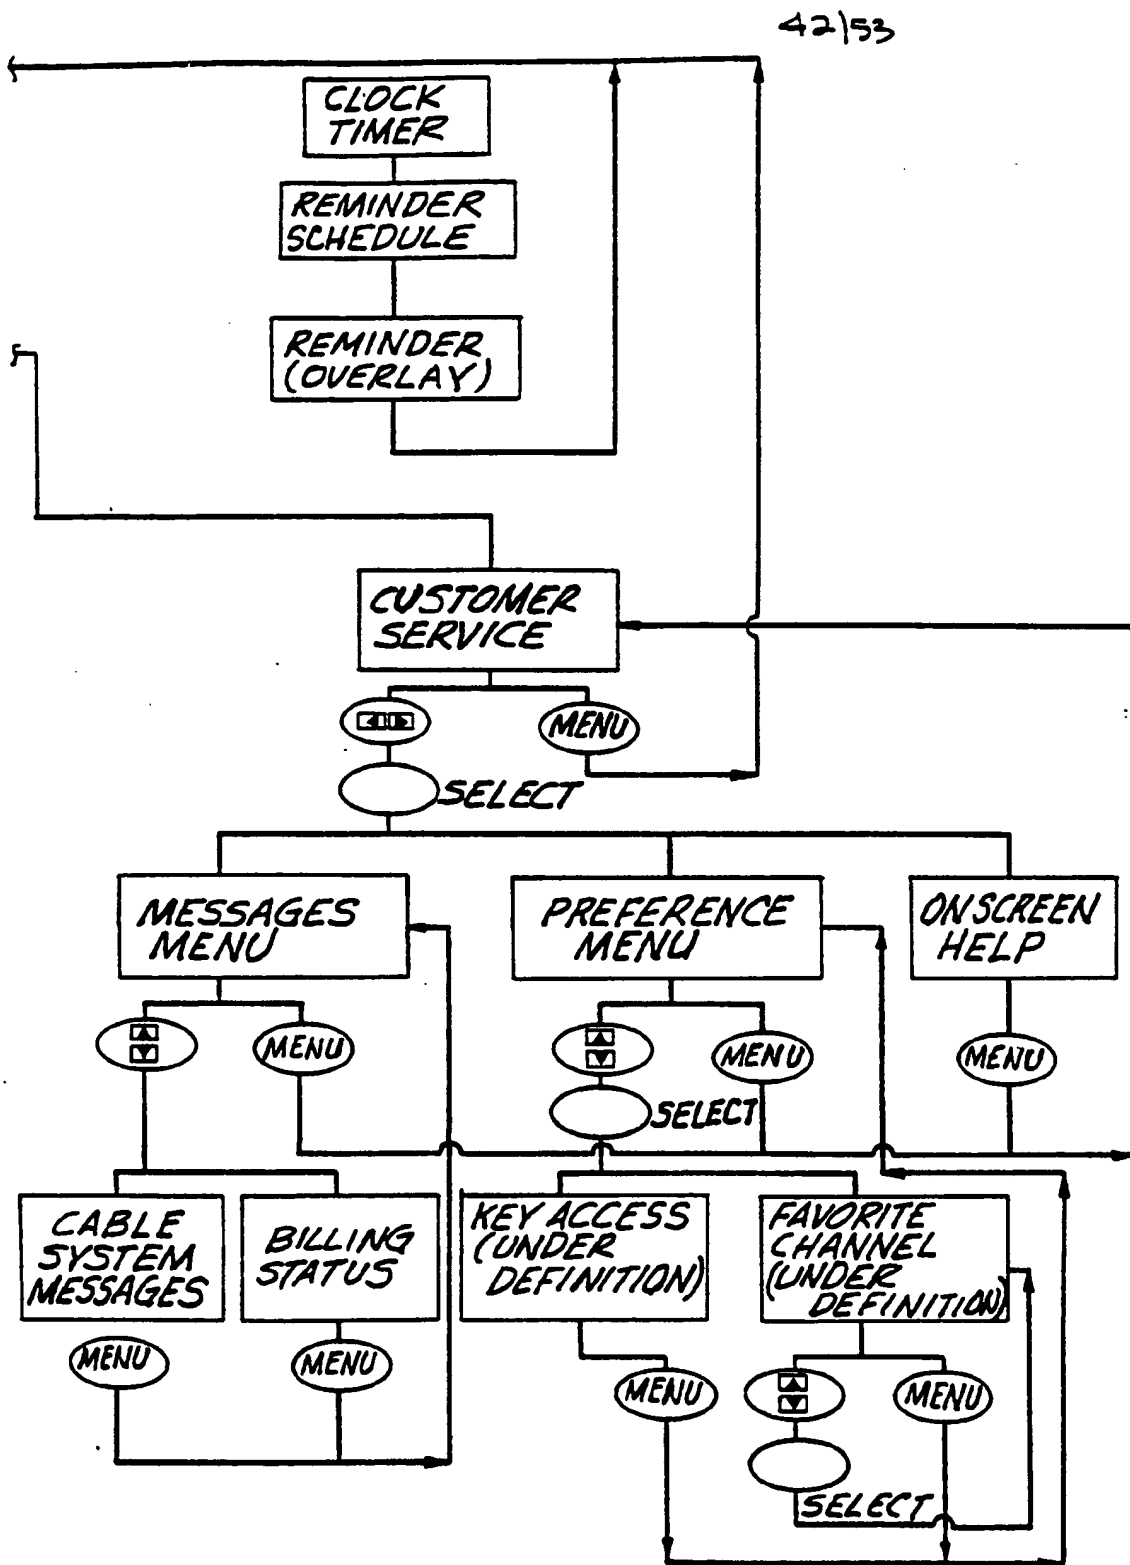 42/53
CLOCK
TIMER
REMINDER
SCHEDULE
REMINDER
(OVERLAY)
CUSTOMER
SERVICE
MENU
SELECT
MESSAGES
MENU
PREFERENCE
MENU
ON SCREEN
HELP
MENU
MENU
MENU
SELECT
CABLE
SYSTEM
MESSAGES
BILLING
STATUS
KEY ACCESS
(UNDER
DEFINITION)
FAVORITE
CHANNEL
(UNDER
DEFINITION)
MENU
MENU
MENU
MENU
SELECT